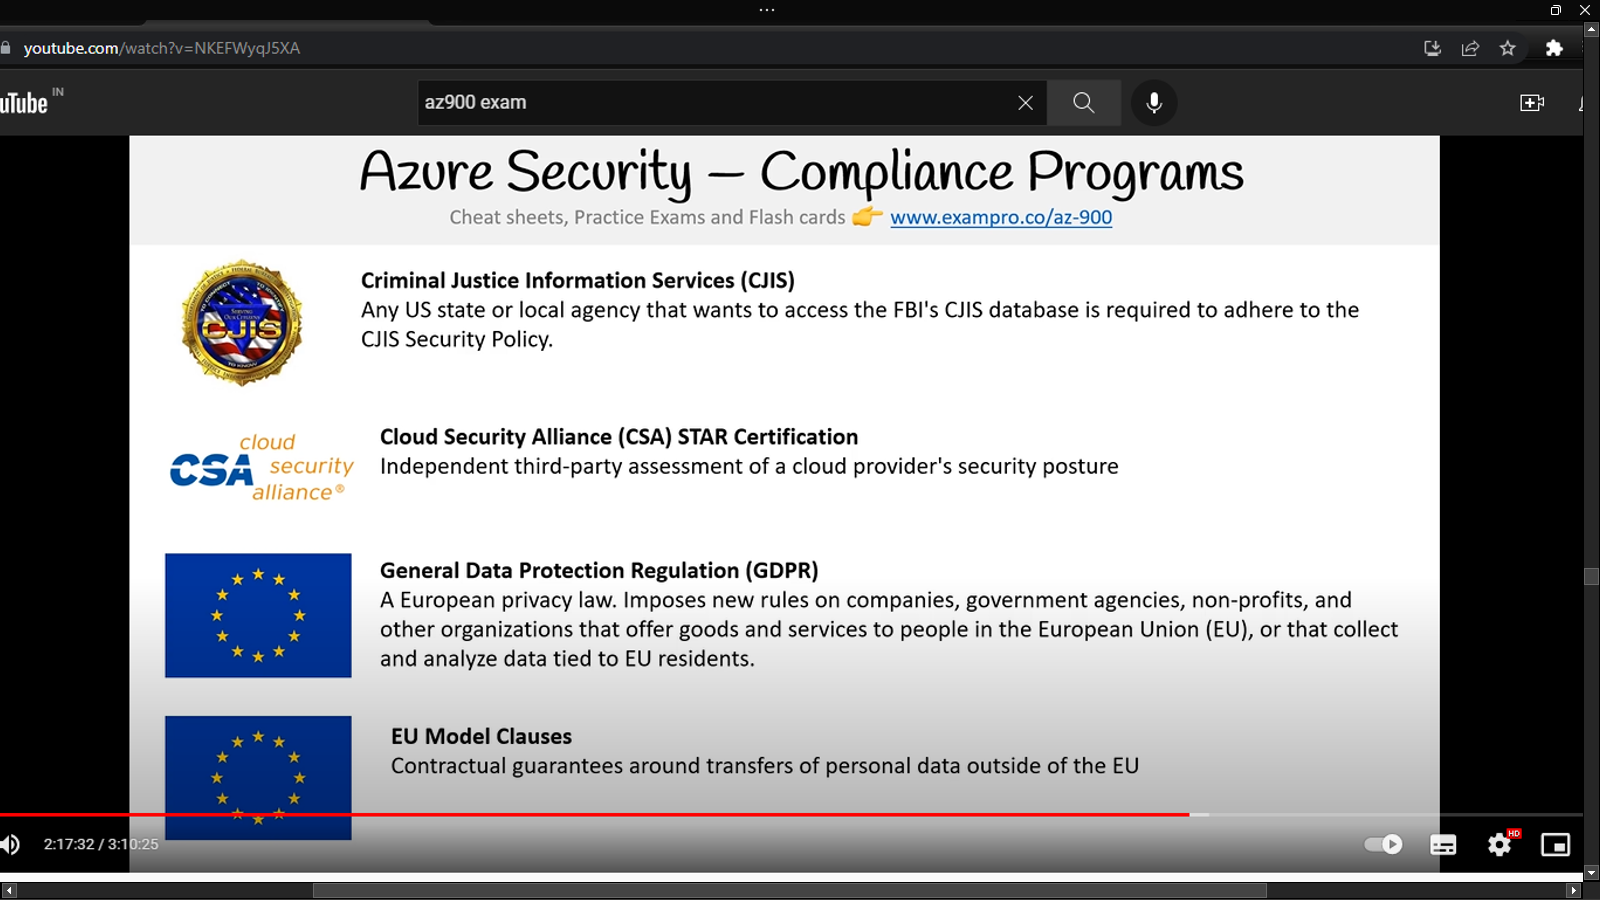 youtube.com/watch?v=NKEFWyqJ5XA
uTube IN
az900 exam
Azure Security – Compliance Programs
Cheat sheets, Practice Exams and Flash cards 👉 www.exampro.co/az-900
Criminal Justice Information Services (CJIS)
Any US state or local agency that wants to access the FBI's CJIS database is required to adhere to the
CJIS Security Policy.
CJIS
cloud
CSA security
alliance®
Cloud Security Alliance (CSA) STAR Certification
Independent third-party assessment of a cloud provider's security posture
General Data Protection Regulation (GDPR)
A European privacy law. Imposes new rules on companies, government agencies, non-profits, and
other organizations that offer goods and services to people in the European Union (EU), or that collect
and analyze data tied to EU residents.
EU Model Clauses
Contractual guarantees around transfers of personal data outside of the EU
2:17:32 / 3:10:25
HD